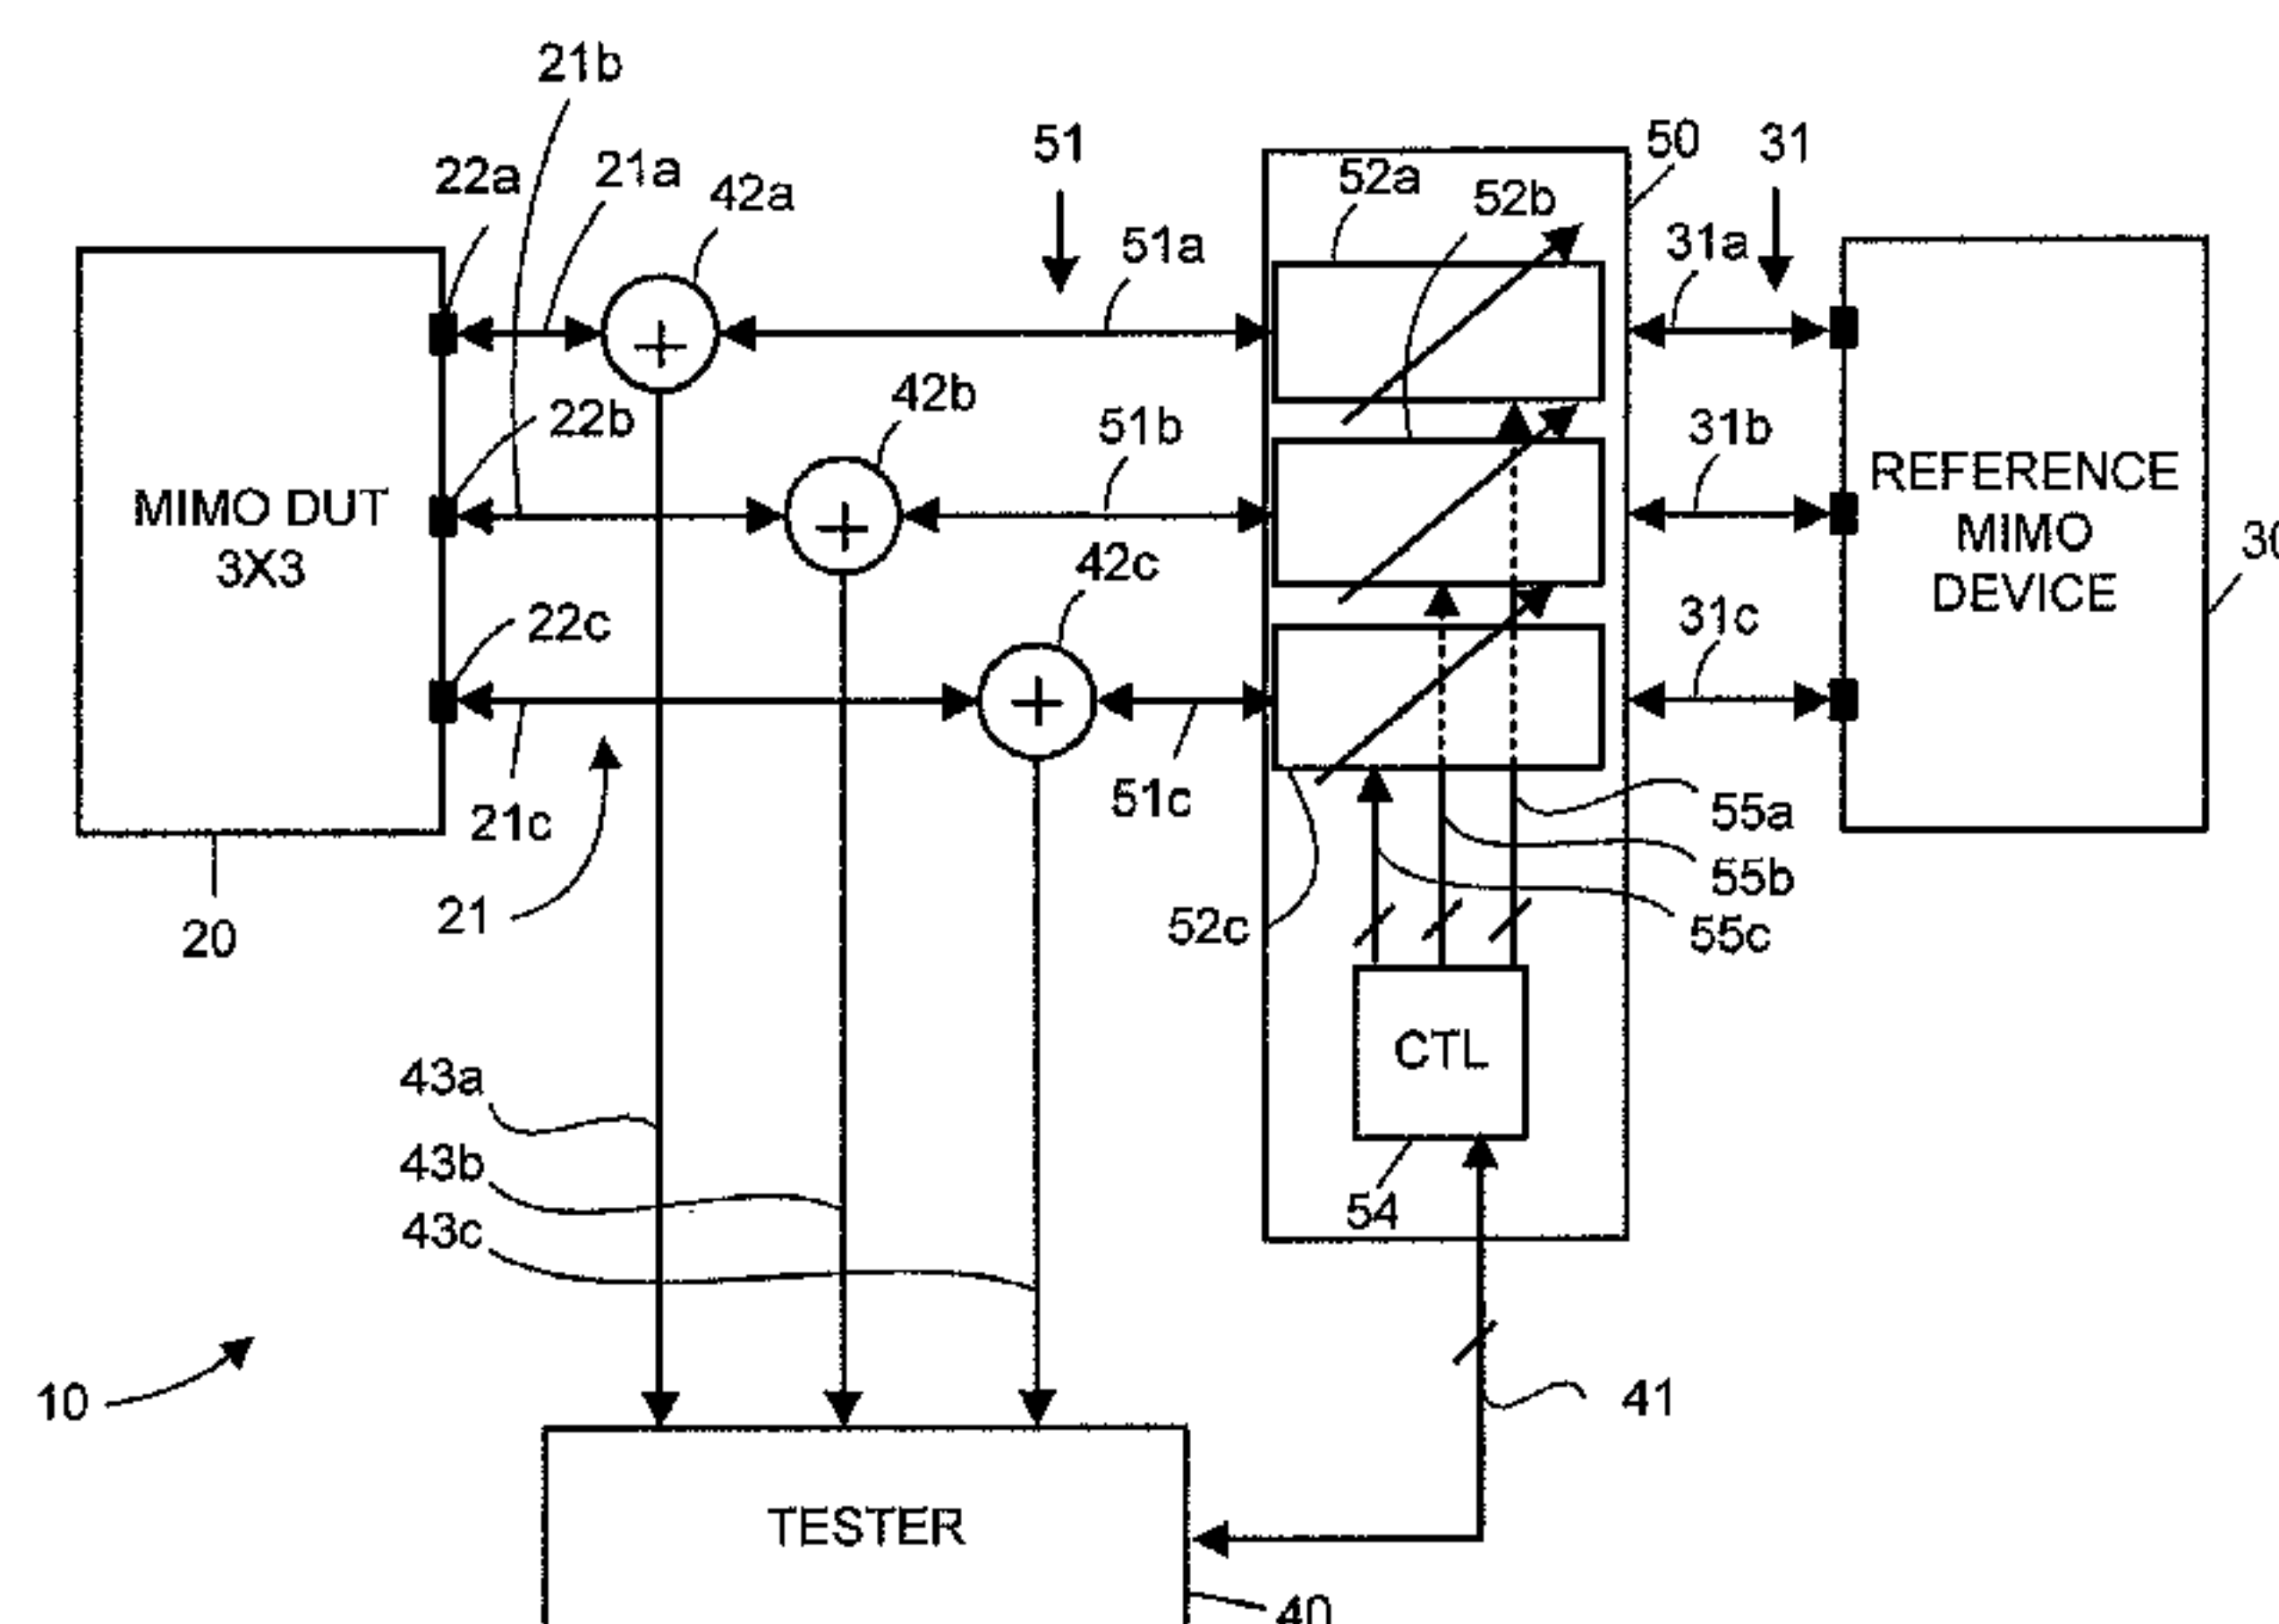 21b
51
50
31
22a
21a
42a
52a
52b
51a
31a
+
42b
22b
51b
31b
MIMO DUT
3X3
REFERENCE
MIMO
DEVICE
+
42c
22c
31c
+
21c
51c
55a
55b
55c
21
52c
20
CTL
43a
43b
54
43c
10
41
TESTER
40